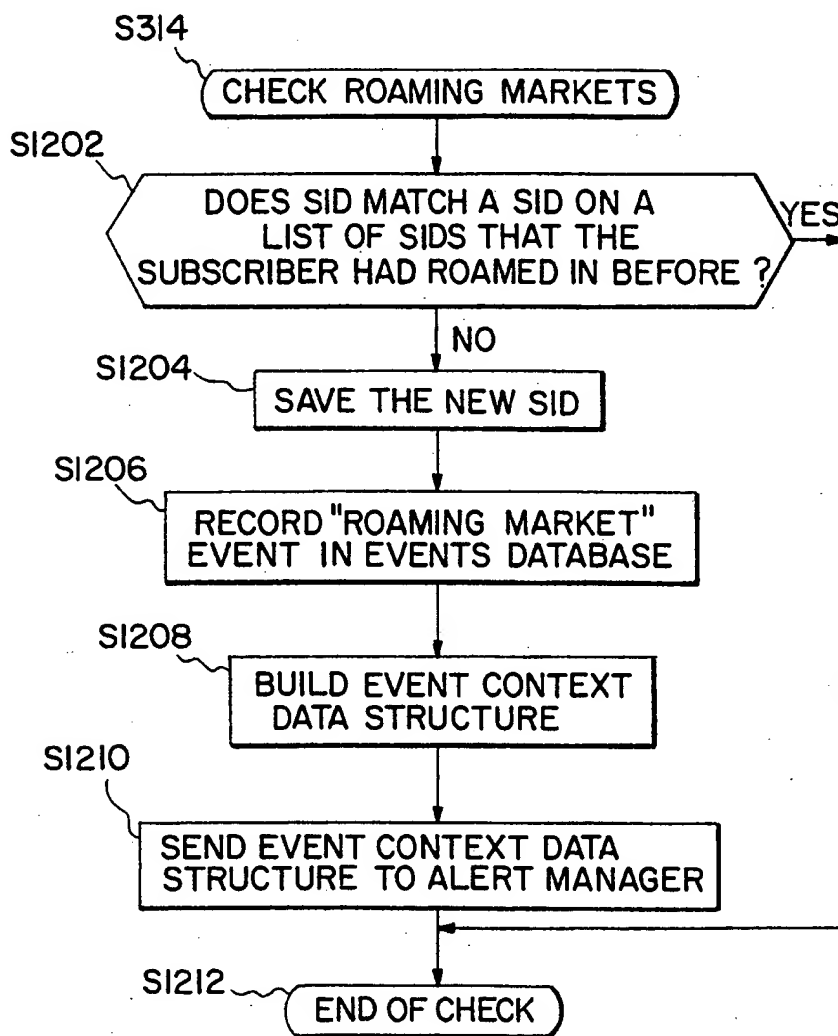 S314
CHECK ROAMING MARKETS
S1202
DOES SID MATCH A SID ON A
LIST OF SIDS THAT THE
SUBSCRIBER HAD ROAMED IN BEFORE ?
YES
NO
S1204
SAVE THE NEW SID
S1206
RECORD "ROAMING MARKET"
EVENT IN EVENTS DATABASE
S1208
BUILD EVENT CONTEXT
DATA STRUCTURE
S1210
SEND EVENT CONTEXT DATA
STRUCTURE TO ALERT MANAGER
S1212
END OF CHECK